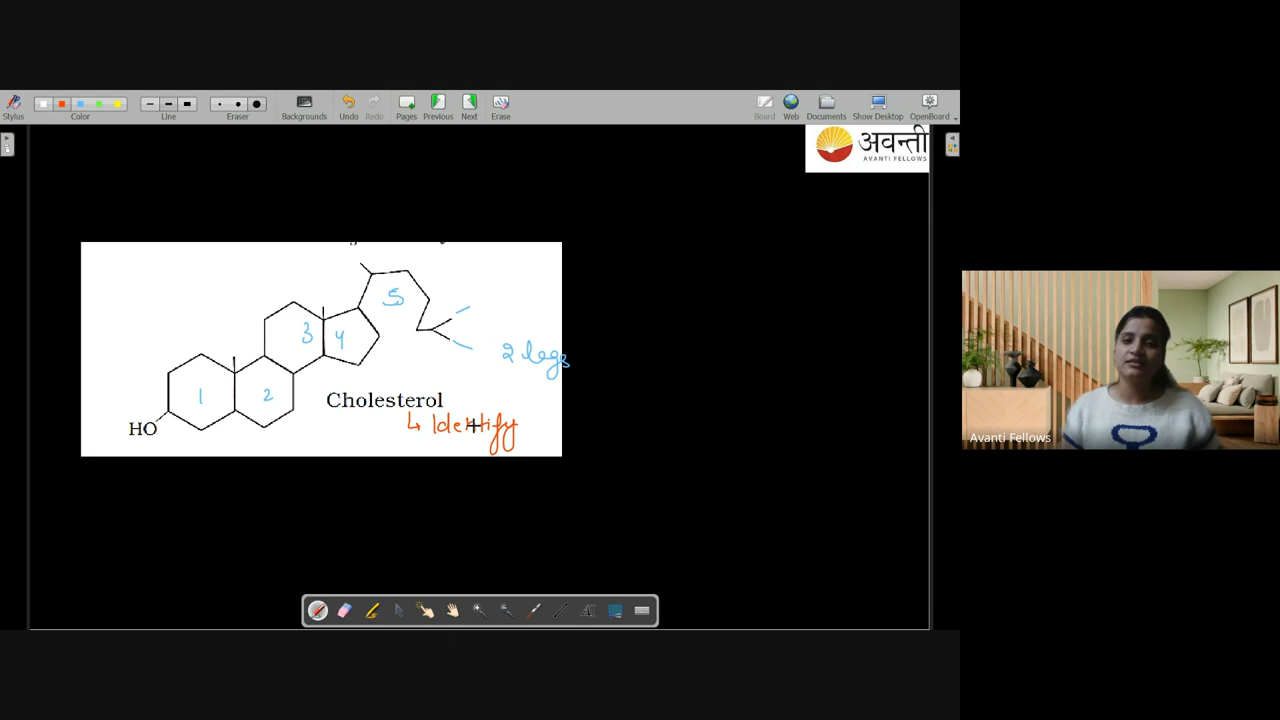 Stylus
Color
Line
Eraser
Backgrounds
Undo
Redo
Pages
Previous
Next
Erase
Board
Web
Documents
Show Desktop
OpenBoard
अवन्ती
AVANTI FELLOWS
5
3
4
2 legs
1
2
Cholesterol
HO
↳ Identify
Avanti Fellows